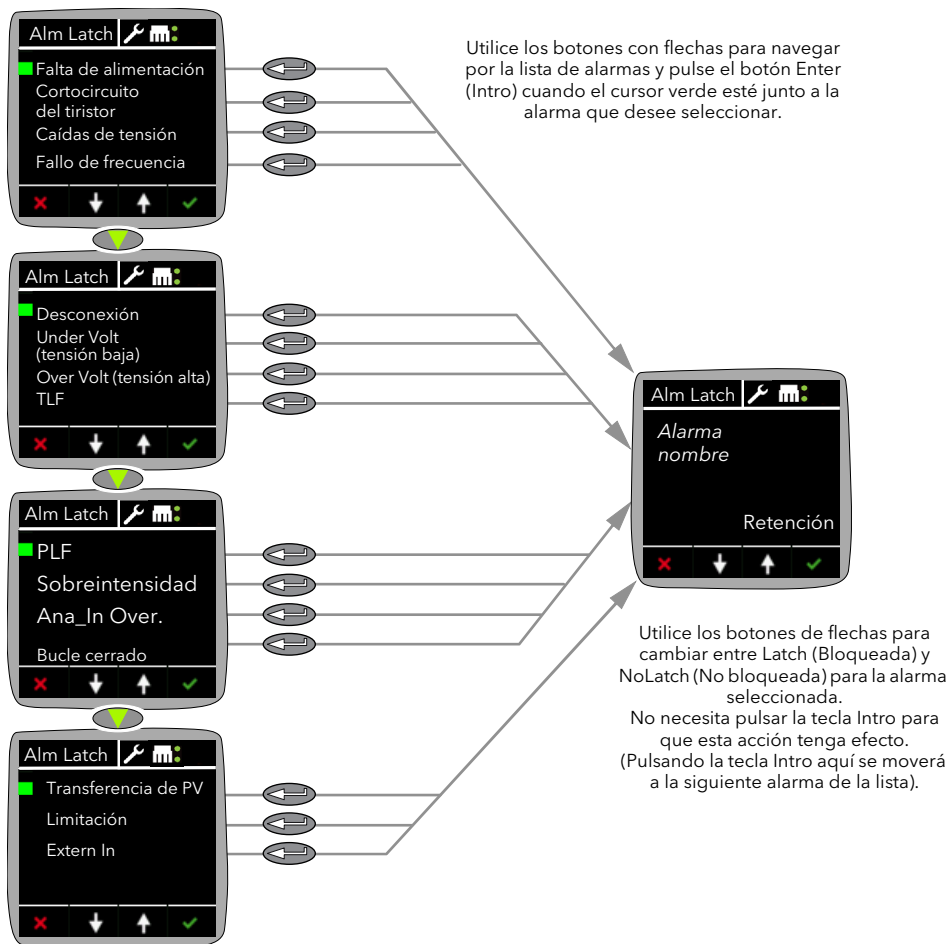 Alm Latch
Falta de alimentación
Cortocircuito
del tiristor
Caídas de tensión
Fallo de frecuencia
Utilice los botones con flechas para navegar
por la lista de alarmas y pulse el botón Enter
(Intro) cuando el cursor verde esté junto a la
alarma que desee seleccionar.
Alm Latch
Desconexión
Under Volt
(tensión baja)
Over Volt (tensión alta)
TLF
Alm Latch
Alarma
nombre
Retención
Alm Latch
PLF
Sobreintensidad
Ana_In Over.
Bucle cerrado
Utilice los botones de flechas para
cambiar entre Latch (Bloqueada) y
NoLatch (No bloqueada) para la alarma
seleccionada.
No necesita pulsar la tecla Intro para
que esta acción tenga efecto.
(Pulsando la tecla Intro aquí se moverá
a la siguiente alarma de la lista).
Alm Latch
Transferencia de PV
Limitación
Extern In